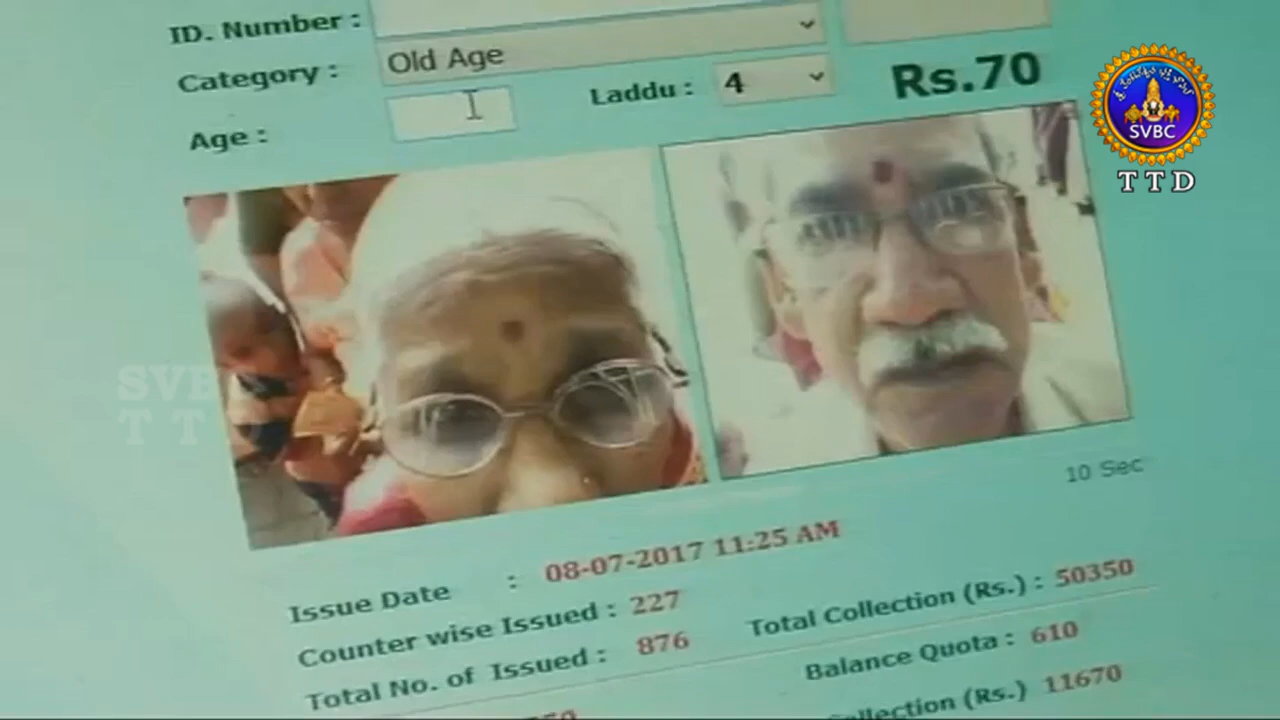 ID. Number :
Category : Old Age
Age :
Laddu : 4
Rs.70
SVBC
TTD
SVB
T T
10 Sec
Issue Date : 08-07-2017 11:25 AM
Counter wise Issued : 227
Total Collection (Rs.) : 50350
Total No. of Issued : 876
Balance Quota : 610
ollection (Rs.) 11670